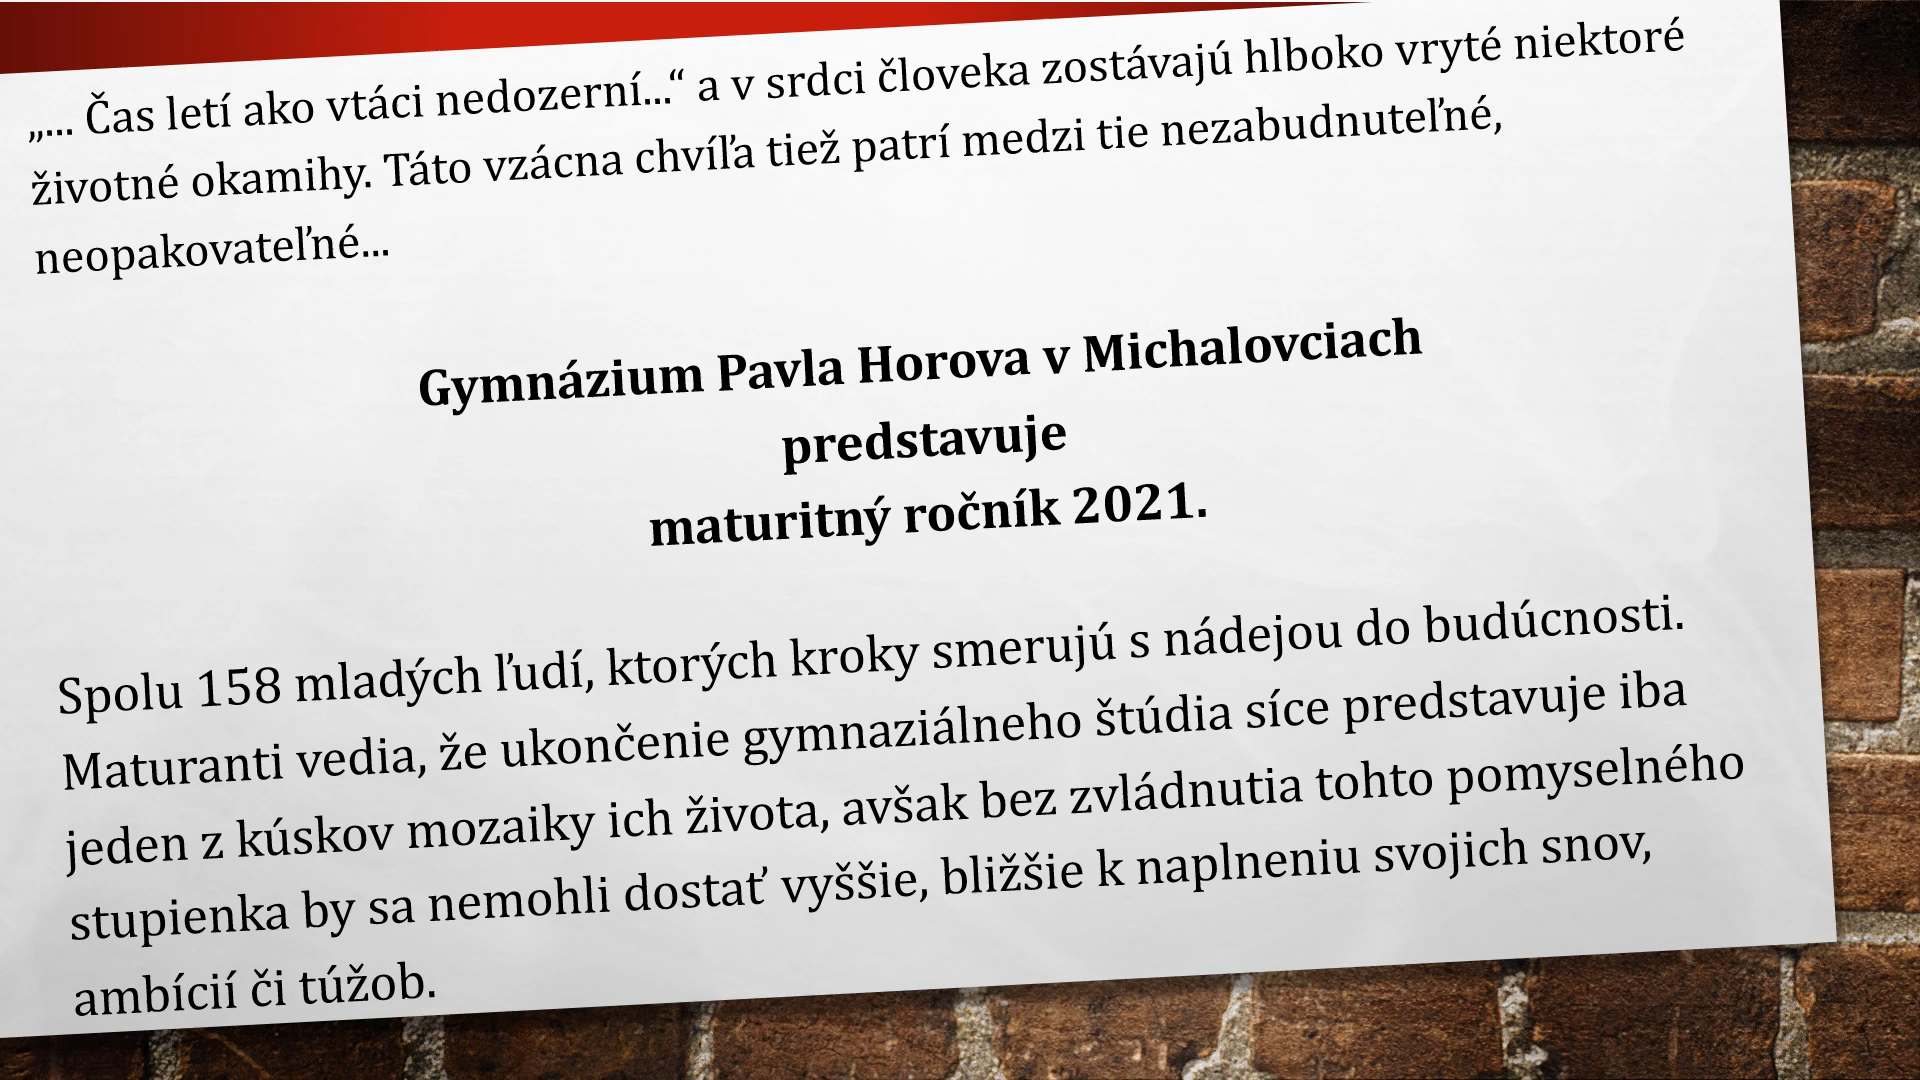 „... Čas letí ako vtáci nedozerní...“ a v srdci človeka zostávajú hlboko vryté niektoré
životné okamihy. Táto vzácna chvíľa tiež patrí medzi tie nezabudnuteľné,
neopakovateľné...
Gymnázium Pavla Horova v Michalovciach
predstavuje
maturitný ročník 2021.
Spolu 158 mladých ľudí, ktorých kroky smerujú s nádejou do budúcnosti.
Maturanti vedia, že ukončenie gymnaziálneho štúdia síce predstavuje iba
jeden z kúskov mozaiky ich života, avšak bez zvládnutia tohto pomyselného
stupienka by sa nemohli dostať vyššie, bližšie k naplneniu svojich snov,
ambícií či túžob.